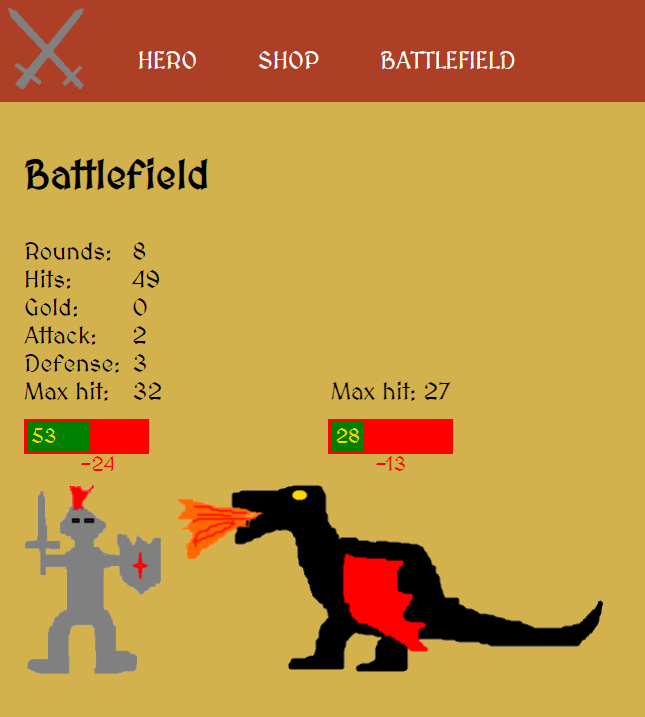 HERO SHOP BATTLEFIELD
Battlefield
Rounds: 8
Hits: 49
Gold: 0
Attack: 2
Defense: 3
Max hit: 32 Max hit: 27
53 28
-24 -13